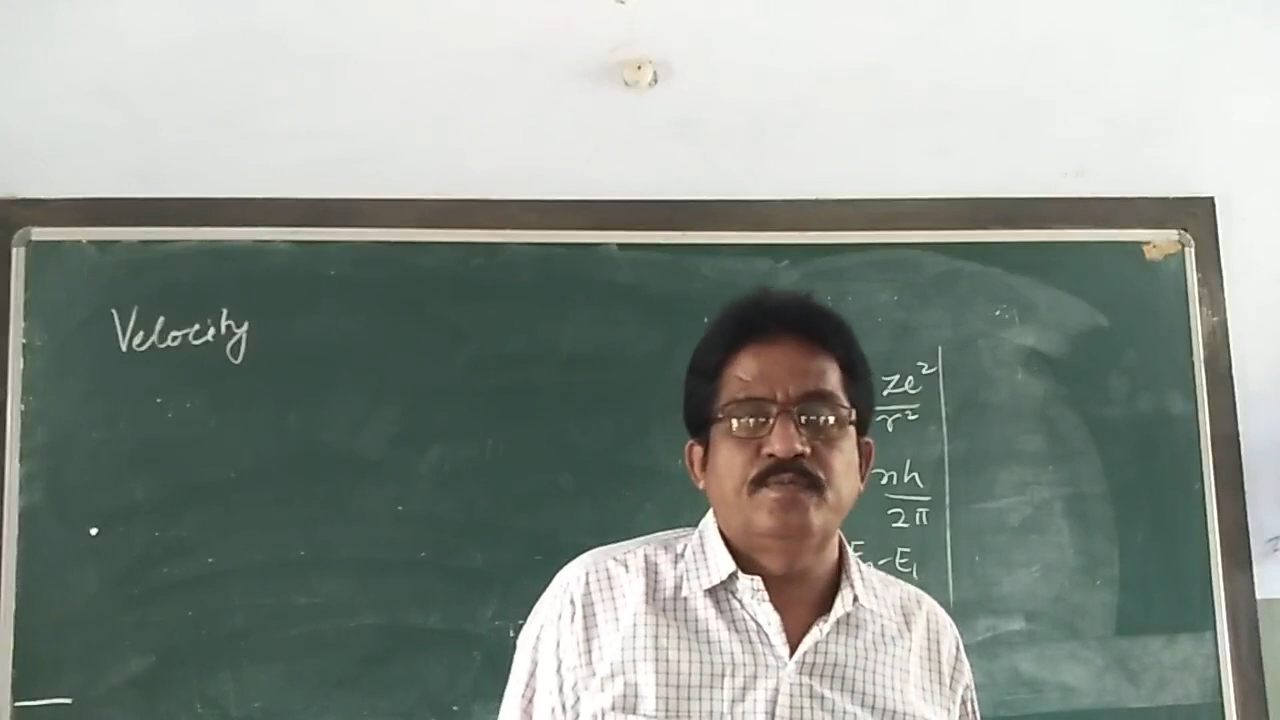 Velocity
Ze²
r²
nh
2π
E₂-E₁